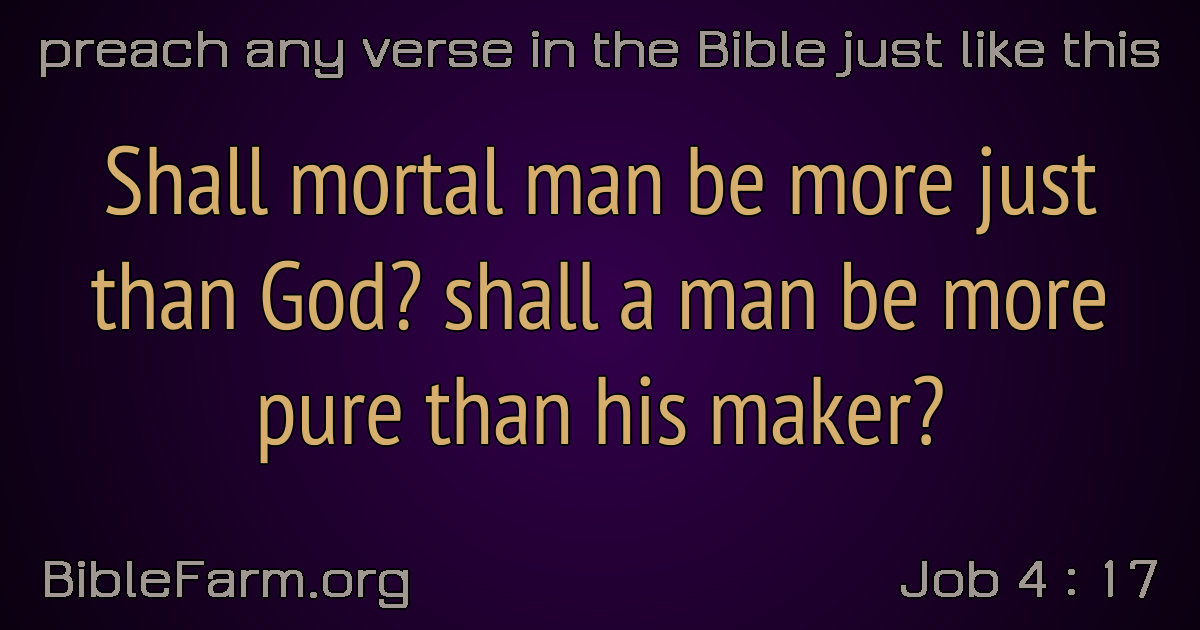 preach any verse in the Bible just like this
Shall mortal man be more just
than God? shall a man be more
pure than his maker?
BibleFarm.org
Job 4 : 17